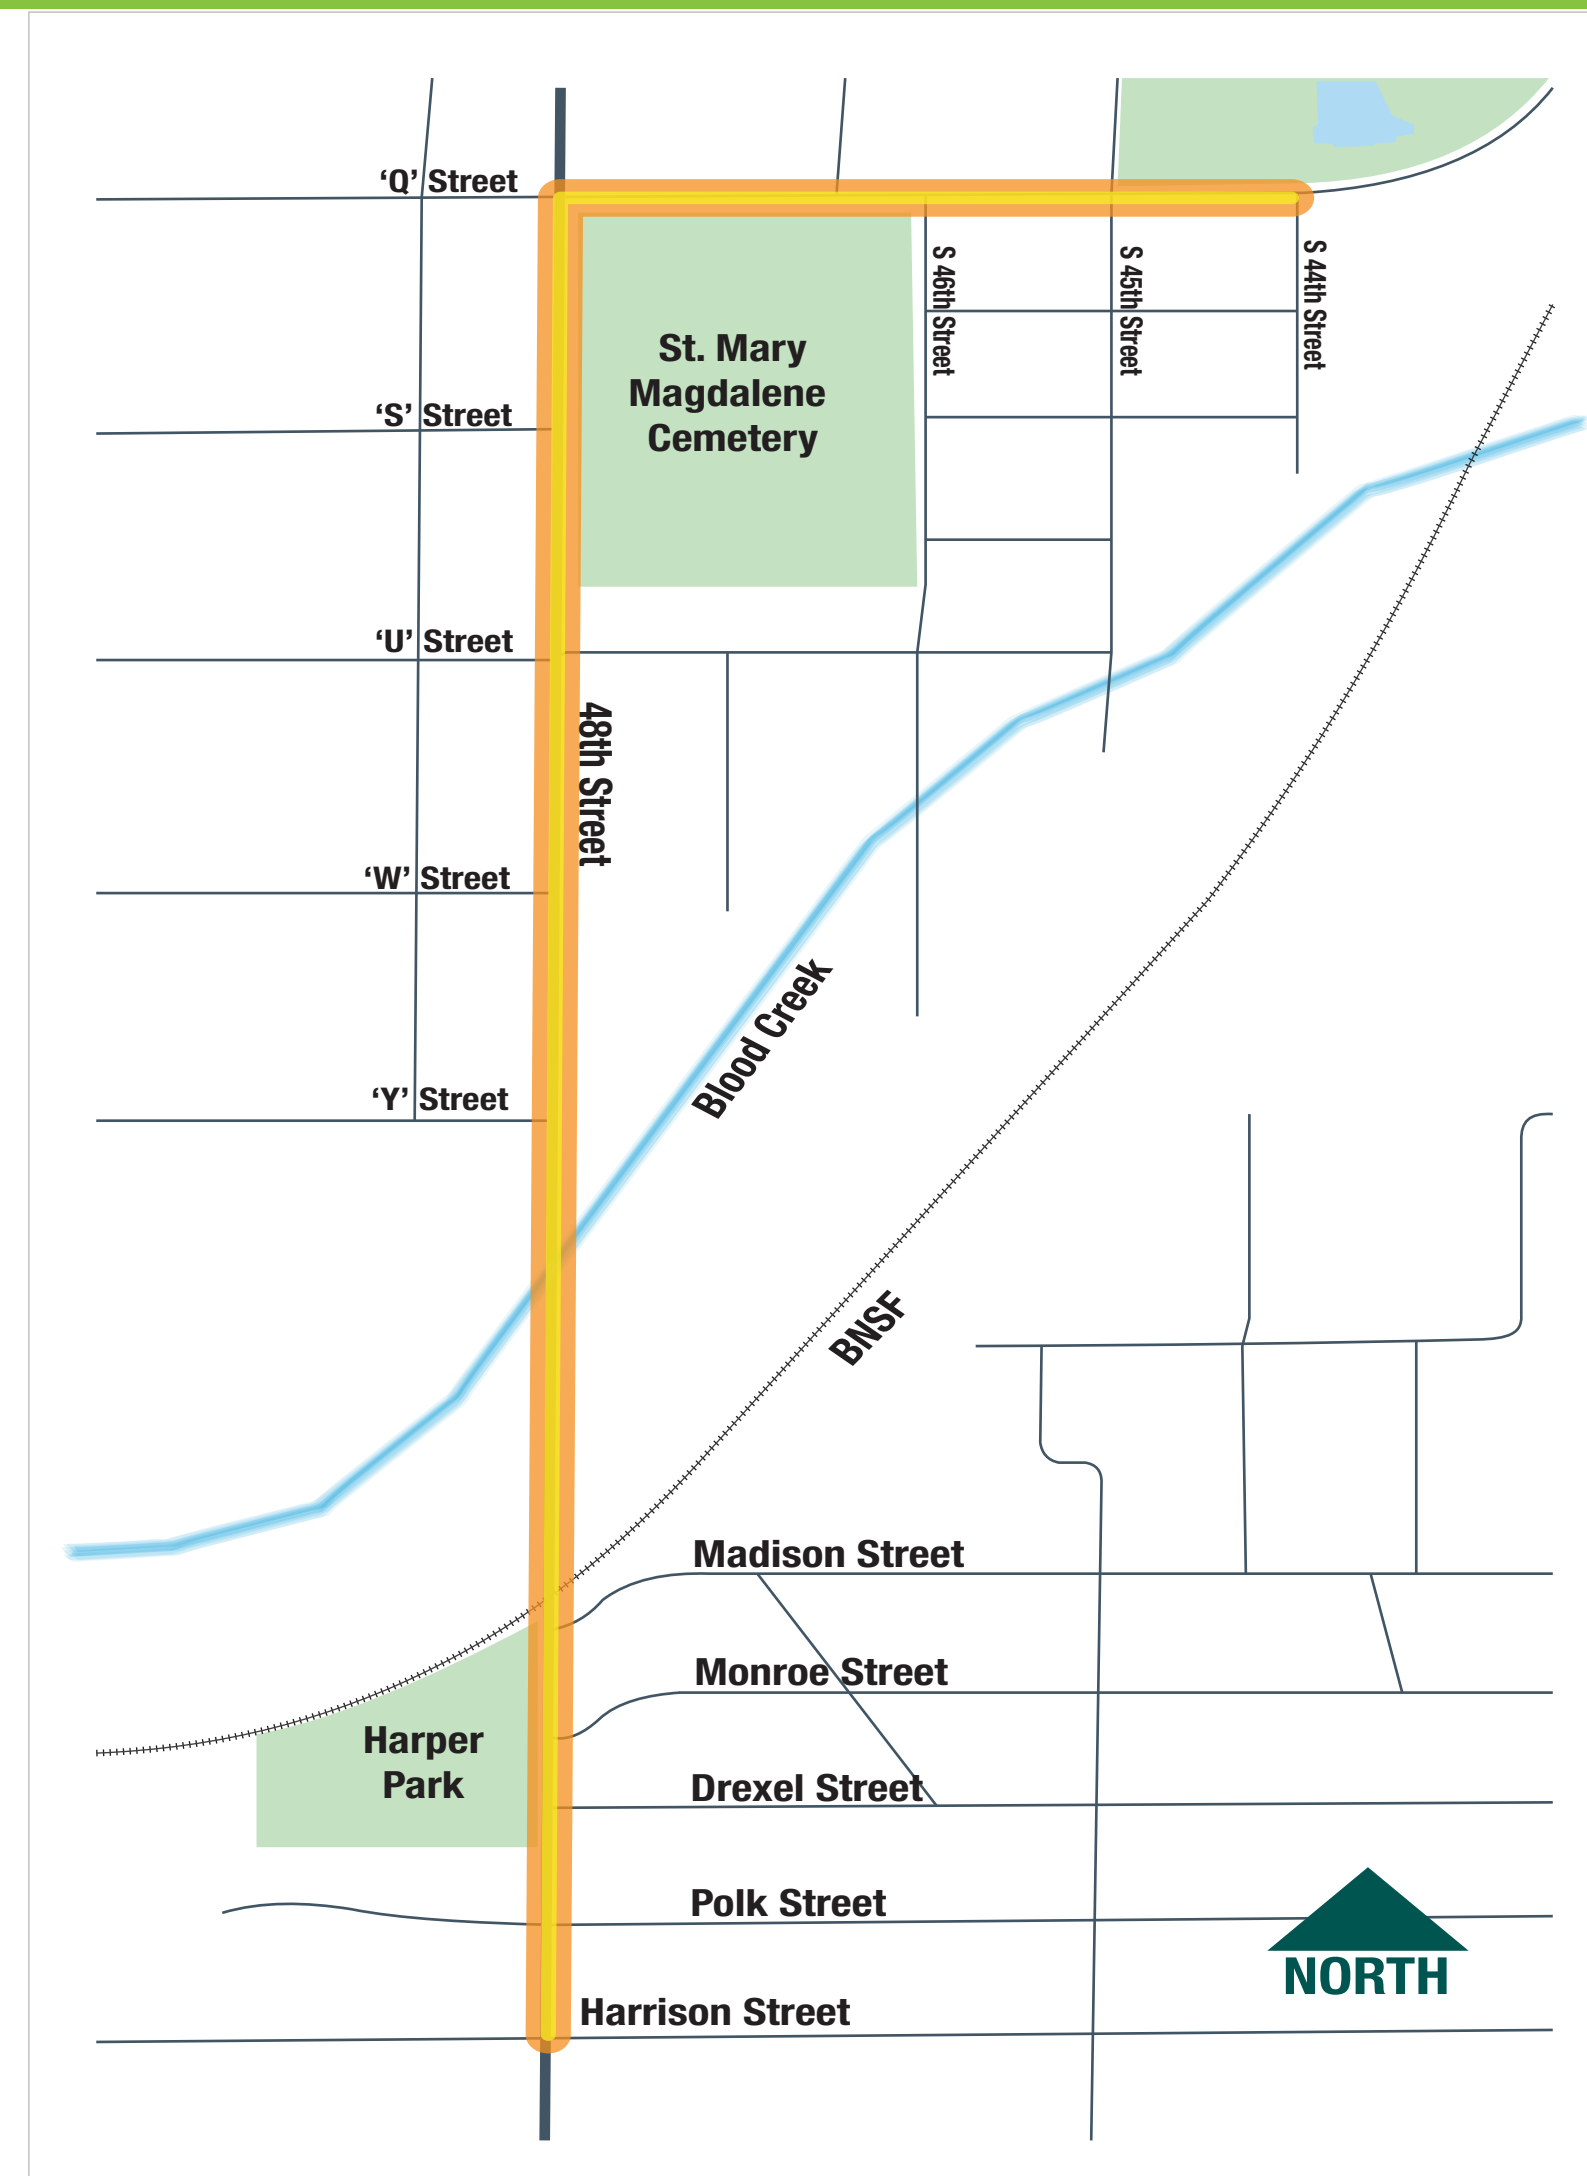 ‘Q’ Street
S 46th Street
S 45th Street
S 44th Street
St. Mary
Magdalene
Cemetery
‘S’ Street
‘U’ Street
48th Street
‘W’ Street
Blood Creek
‘Y’ Street
BNSF
Madison Street
Monroe Street
Harper
Park
Drexel Street
Polk Street
NORTH
Harrison Street